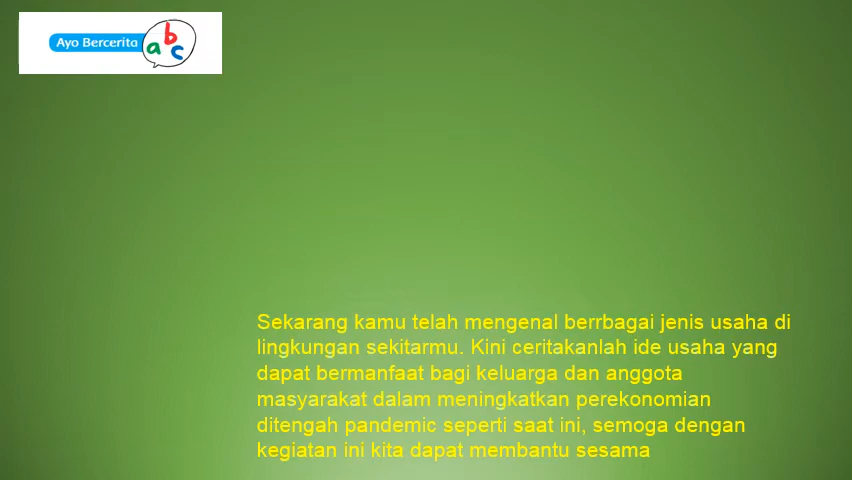 Ayo Bercerita
abc
Sekarang kamu telah mengenal berrbagai jenis usaha di
lingkungan sekitarmu. Kini ceritakanlah ide usaha yang
dapat bermanfaat bagi keluarga dan anggota
masyarakat dalam meningkatkan perekonomian
ditengah pandemic seperti saat ini, semoga dengan
kegiatan ini kita dapat membantu sesama